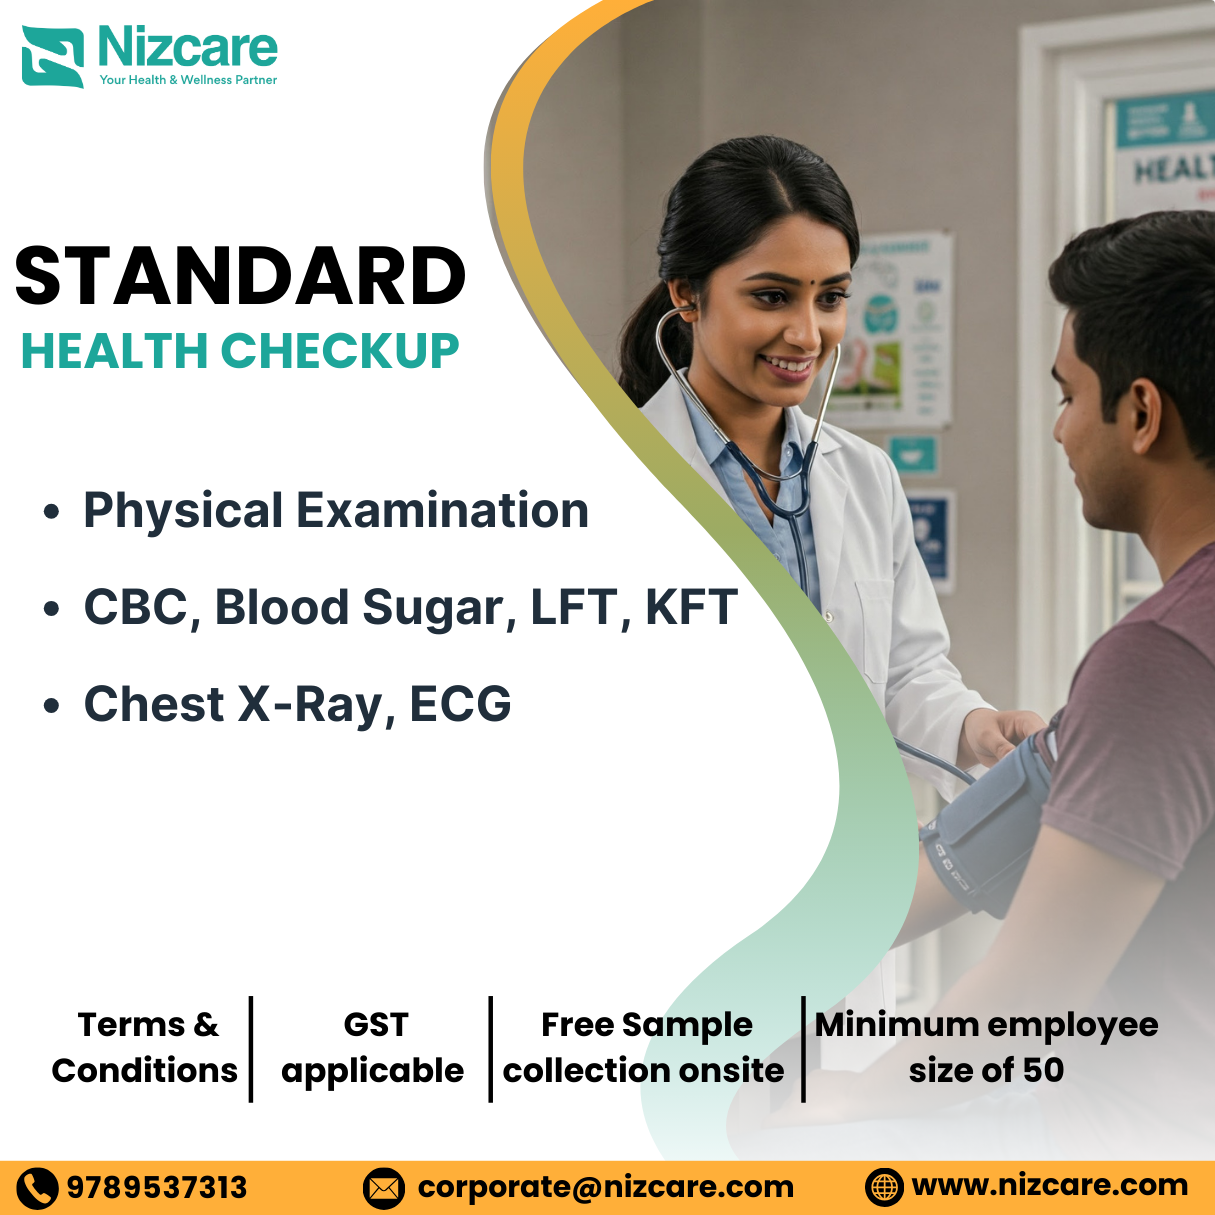 Nizcare
Your Health & Wellness Partner
STANDARD
HEALTH CHECKUP
• Physical Examination
• CBC, Blood Sugar, LFT, KFT
• Chest X-Ray, ECG
Terms &
Conditions
GST
applicable
Free Sample
collection onsite
Minimum employee
size of 50
9789537313
corporate@nizcare.com
www.nizcare.com